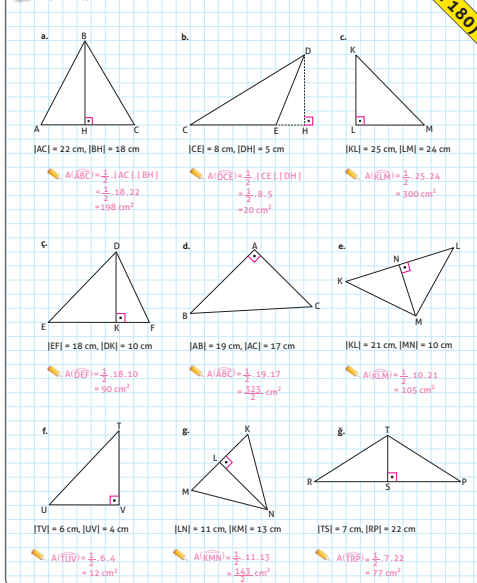 180)
a.
b.
c.
B
A
H
C
D
C
E
H
K
L
M
|AC| = 22 cm, |BH| = 18 cm
|CE| = 8 cm, |DH| = 5 cm
|KL| = 25 cm, |LM| = 24 cm
A(ABC) = 1/2 . | AC |.| BH |
= 1/2 .18.22
=198 cm²
A(DCE) = 1/2 .| CE |.| DH |
= 1/2 .8.5
=20 cm²
A(KLM) = 1/2 .25.24
= 300 cm²
ç.
d.
e.
D
E
K
F
A
B
C
L
N
K
M
|EF| = 18 cm, |DK| = 10 cm
|AB| = 19 cm, |AC| = 17 cm
|KL| = 21 cm, |MN| = 10 cm
A(DEF) = 1/2 .18.10
= 90 cm²
A(ABC) = 1/2 .19.17
= 323/2 cm²
A(KLM) = 1/2 .10.21
= 105 cm²
f.
g.
ğ.
T
U
V
K
L
M
N
T
R
S
P
|TV| = 6 cm, |UV| = 4 cm
|LN| = 11 cm, |KM| = 13 cm
|TS| = 7 cm, |RP| = 22 cm
A(TUV) = 1/2 .6.4
= 12 cm²
A(KMN) = 1/2 .11.13
= 143/2 cm²
A(TRP) = 1/2 .7.22
= 77 cm²